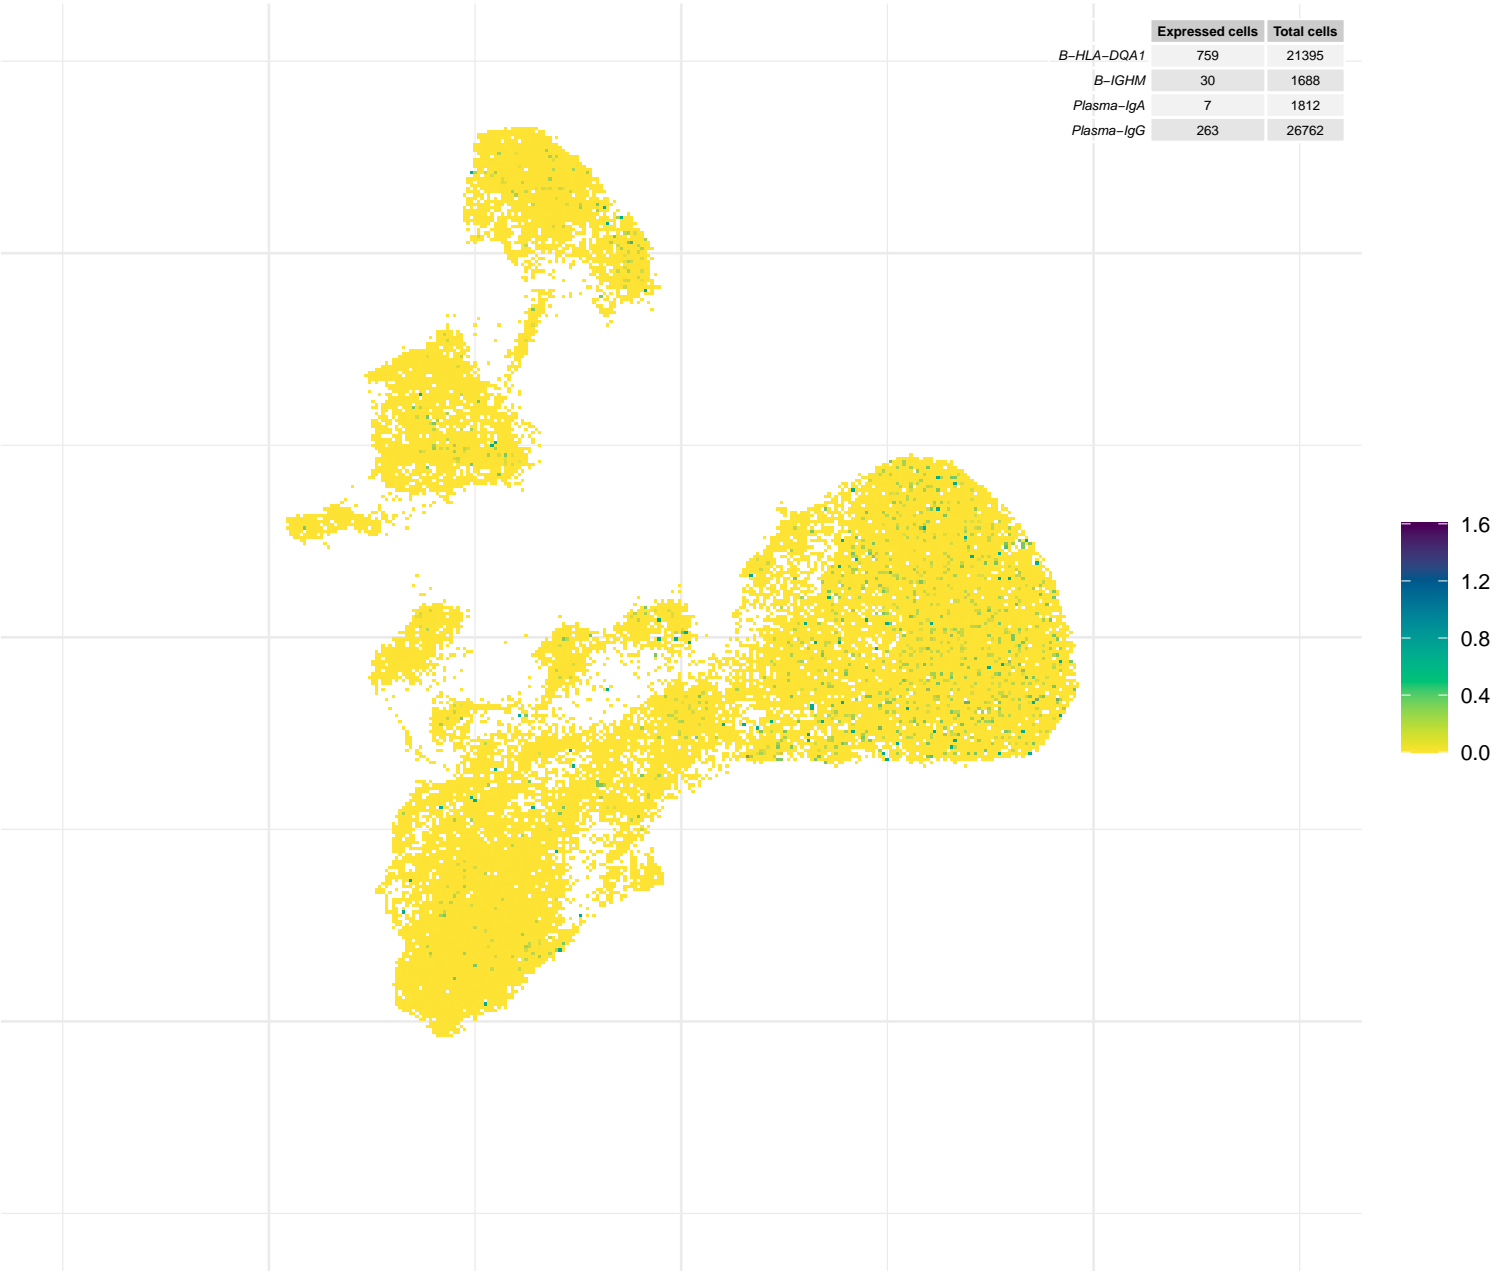 Expressed cells Total cells
B−HLA−DQA1 759 21395
B−IGHM 30 1688
Plasma−IgA 7 1812
Plasma−IgG 263 26762
1.6
1.2
0.8
0.4
0.0